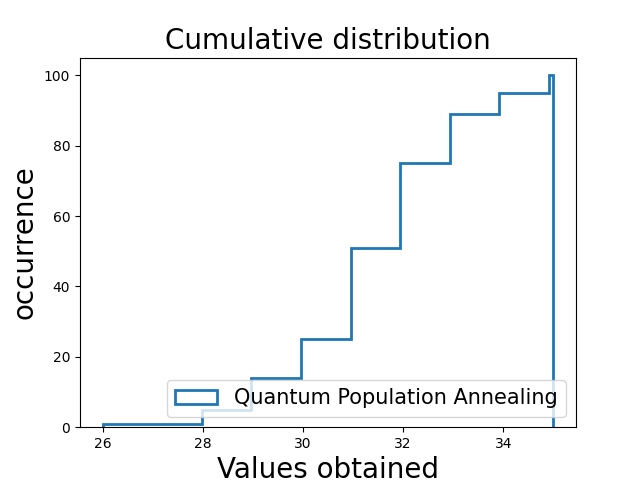 Cumulative distribution
occurrence
100
80
60
40
20
0
Quantum Population Annealing
26 28 30 32 34
Values obtained